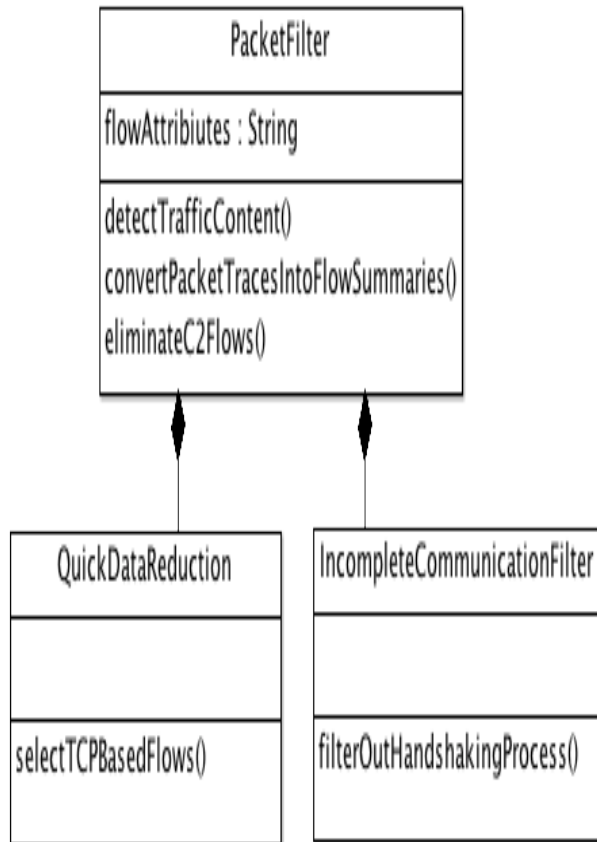 PacketFilter
flowAttribiutes : String
detectTrafficContent()
convertPacketTracesIntoFlowSummaries()
eliminateC2Flows()
QuickDataReduction
selectTCPBasedFlows()
IncompleteCommunicationFilter
filterOutHandshakingProcess()